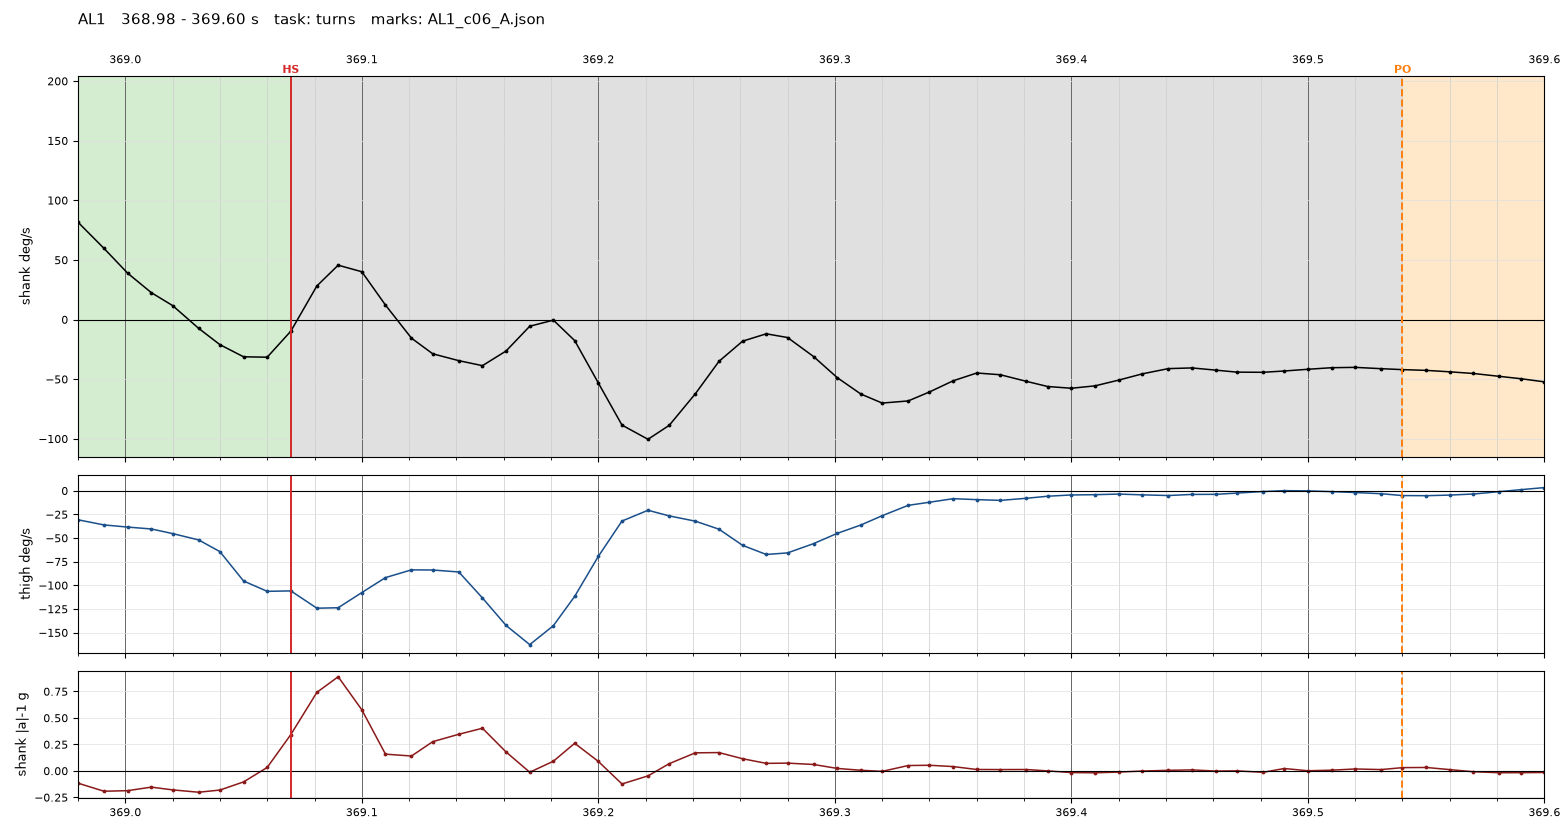 AL1   368.98 - 369.60 s   task: turns   marks: AL1_c06_A.json
369.0 369.1 369.2 369.3 369.4 369.5 369.6
HS PO
200
150
100
50
0
−50
−100
shank deg/s
0
−25
−50
−75
−100
−125
−150
thigh deg/s
0.75
0.50
0.25
0.00
−0.25
shank |a|-1 g
369.0 369.1 369.2 369.3 369.4 369.5 369.6